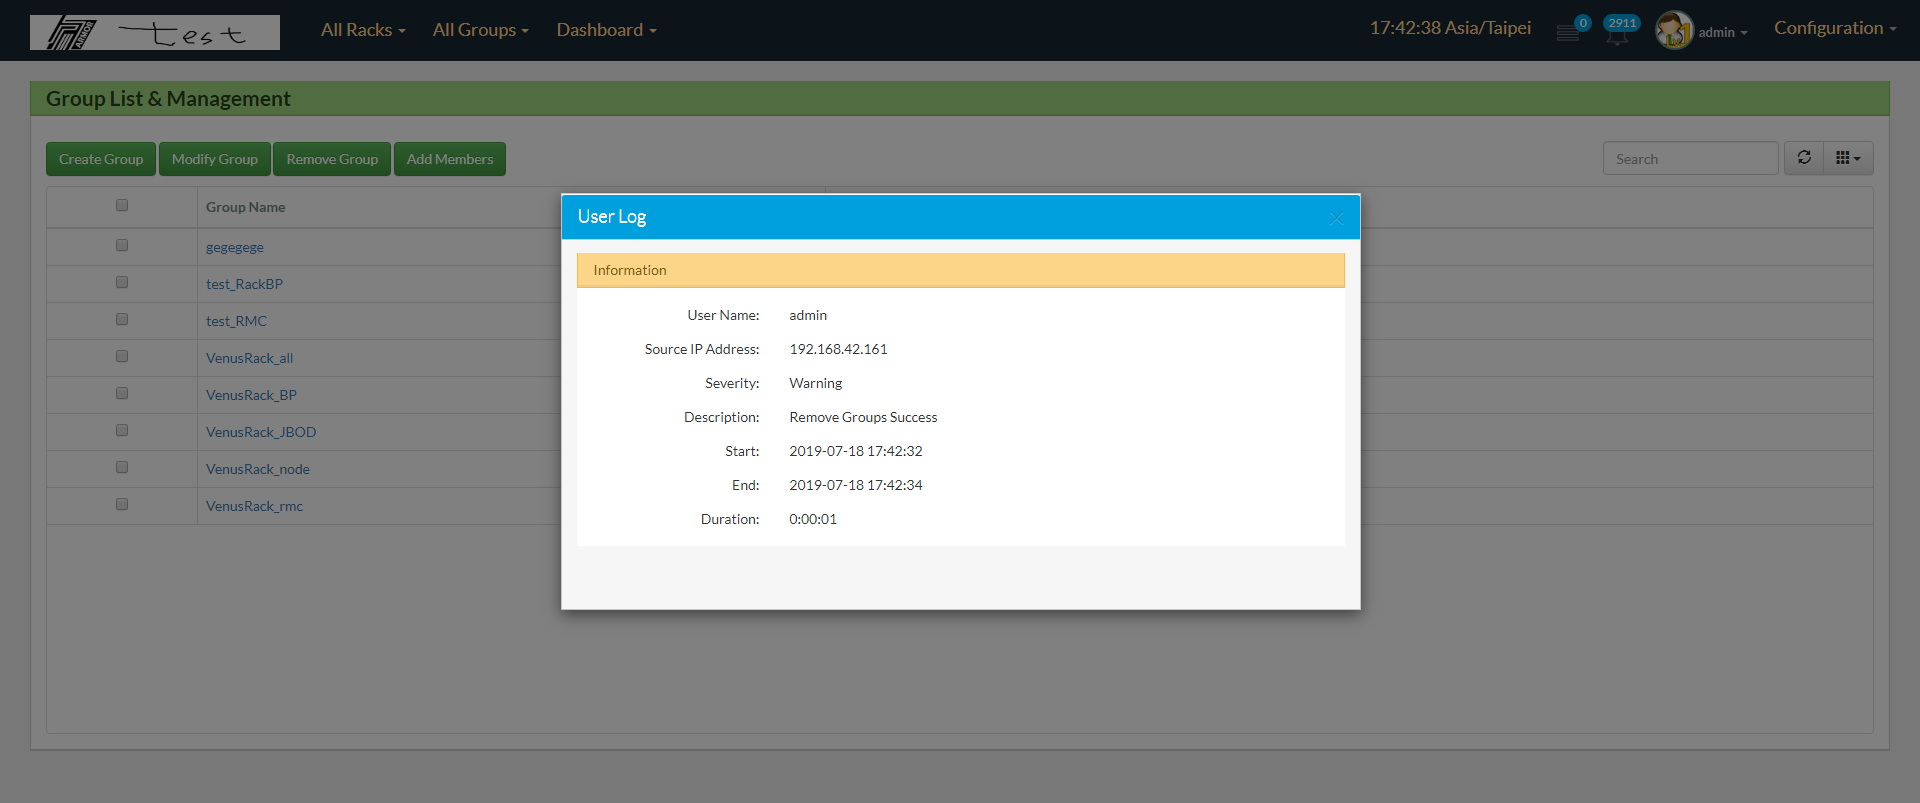 ARMOR test All Racks All Groups Dashboard 17:42:38 Asia/Taipei 0 2911 admin Configuration
Group List & Management
Create Group Modify Group Remove Group Add Members Search
Group Name
gegegege
test_RackBP
test_RMC
VenusRack_all
VenusRack_BP
VenusRack_JBOD
VenusRack_node
VenusRack_rmc
User Log
Information
User Name: admin
Source IP Address: 192.168.42.161
Severity: Warning
Description: Remove Groups Success
Start: 2019-07-18 17:42:32
End: 2019-07-18 17:42:34
Duration: 0:00:01